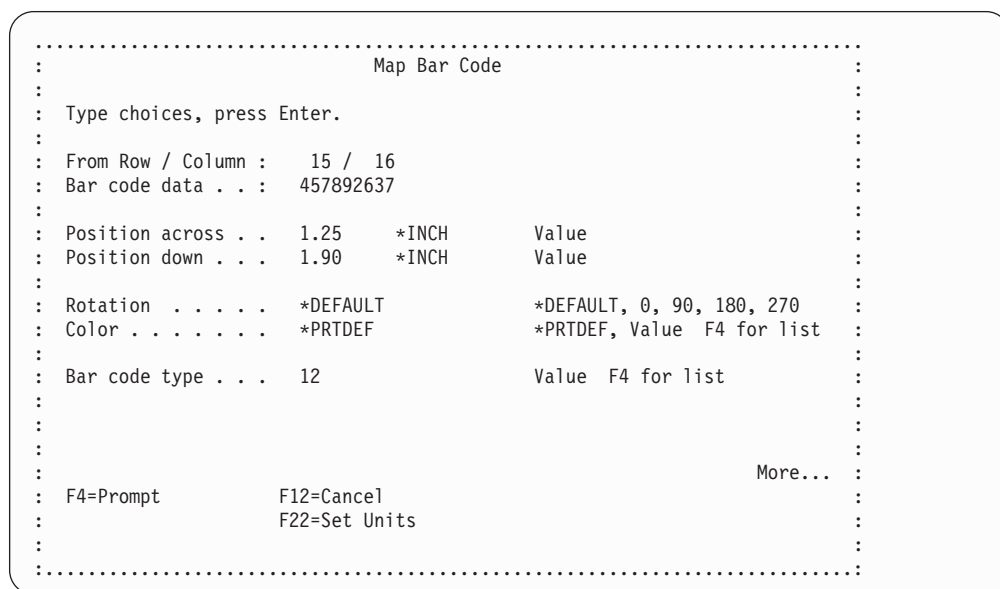 ..............................................................................
:                               Map Bar Code                                 :
:                                                                            :
:  Type choices, press Enter.                                                :
:                                                                            :
:  From Row / Column :   15 /  16                                            :
:  Bar code data . . :  457892637                                            :
:                                                                            :
:  Position across . .  1.25     *INCH        Value                          :
:  Position down . . .  1.90     *INCH        Value                          :
:                                                                            :
:  Rotation  . . . . .  *DEFAULT              *DEFAULT, 0, 90, 180, 270      :
:  Color . . . . . . .  *PRTDEF               *PRTDEF, Value  F4 for list    :
:                                                                            :
:  Bar code type . . .  12                    Value  F4 for list             :
:                                                                            :
:                                                                            :
:                                                                            :
:                                                                   More...  :
:  F4=Prompt           F12=Cancel                                            :
:                      F22=Set Units                                         :
:                                                                            :
:............................................................................: